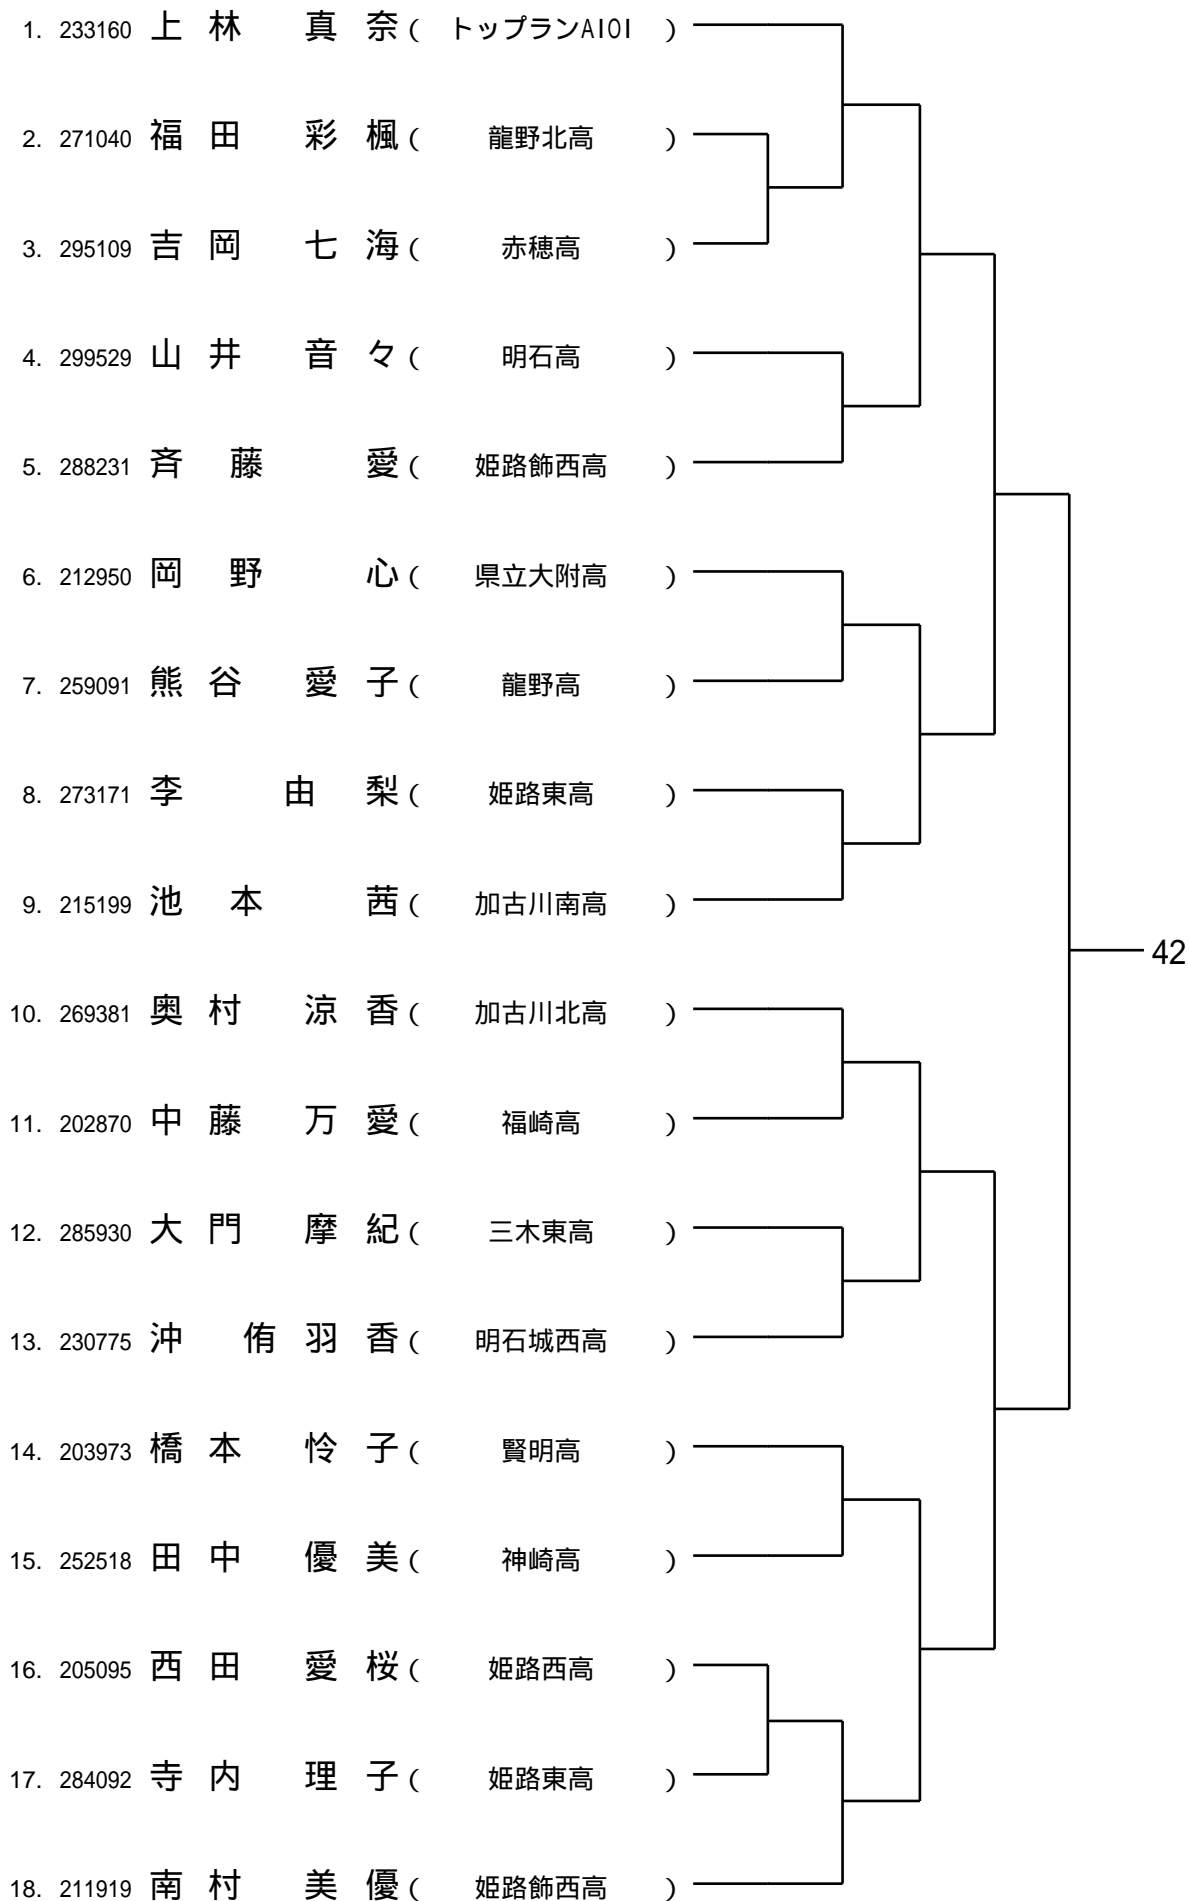 1. 233160 上林 真奈 ( トップランAIOI )
2. 271040 福田 彩楓 ( 龍野北高 )
3. 295109 吉岡 七海 ( 赤穂高 )
4. 299529 山井 音々 ( 明石高 )
5. 288231 斉藤 愛 ( 姫路飾西高 )
6. 212950 岡野 心 ( 県立大附高 )
7. 259091 熊谷 愛子 ( 龍野高 )
8. 273171 李 由梨 ( 姫路東高 )
9. 215199 池本 茜 ( 加古川南高 )
42
10. 269381 奥村 涼香 ( 加古川北高 )
11. 202870 中藤 万愛 ( 福崎高 )
12. 285930 大門 摩紀 ( 三木東高 )
13. 230775 沖 侑羽香 ( 明石城西高 )
14. 203973 橋本 怜子 ( 賢明高 )
15. 252518 田中 優美 ( 神崎高 )
16. 205095 西田 愛桜 ( 姫路西高 )
17. 284092 寺内 理子 ( 姫路東高 )
18. 211919 南村 美優 ( 姫路飾西高 )